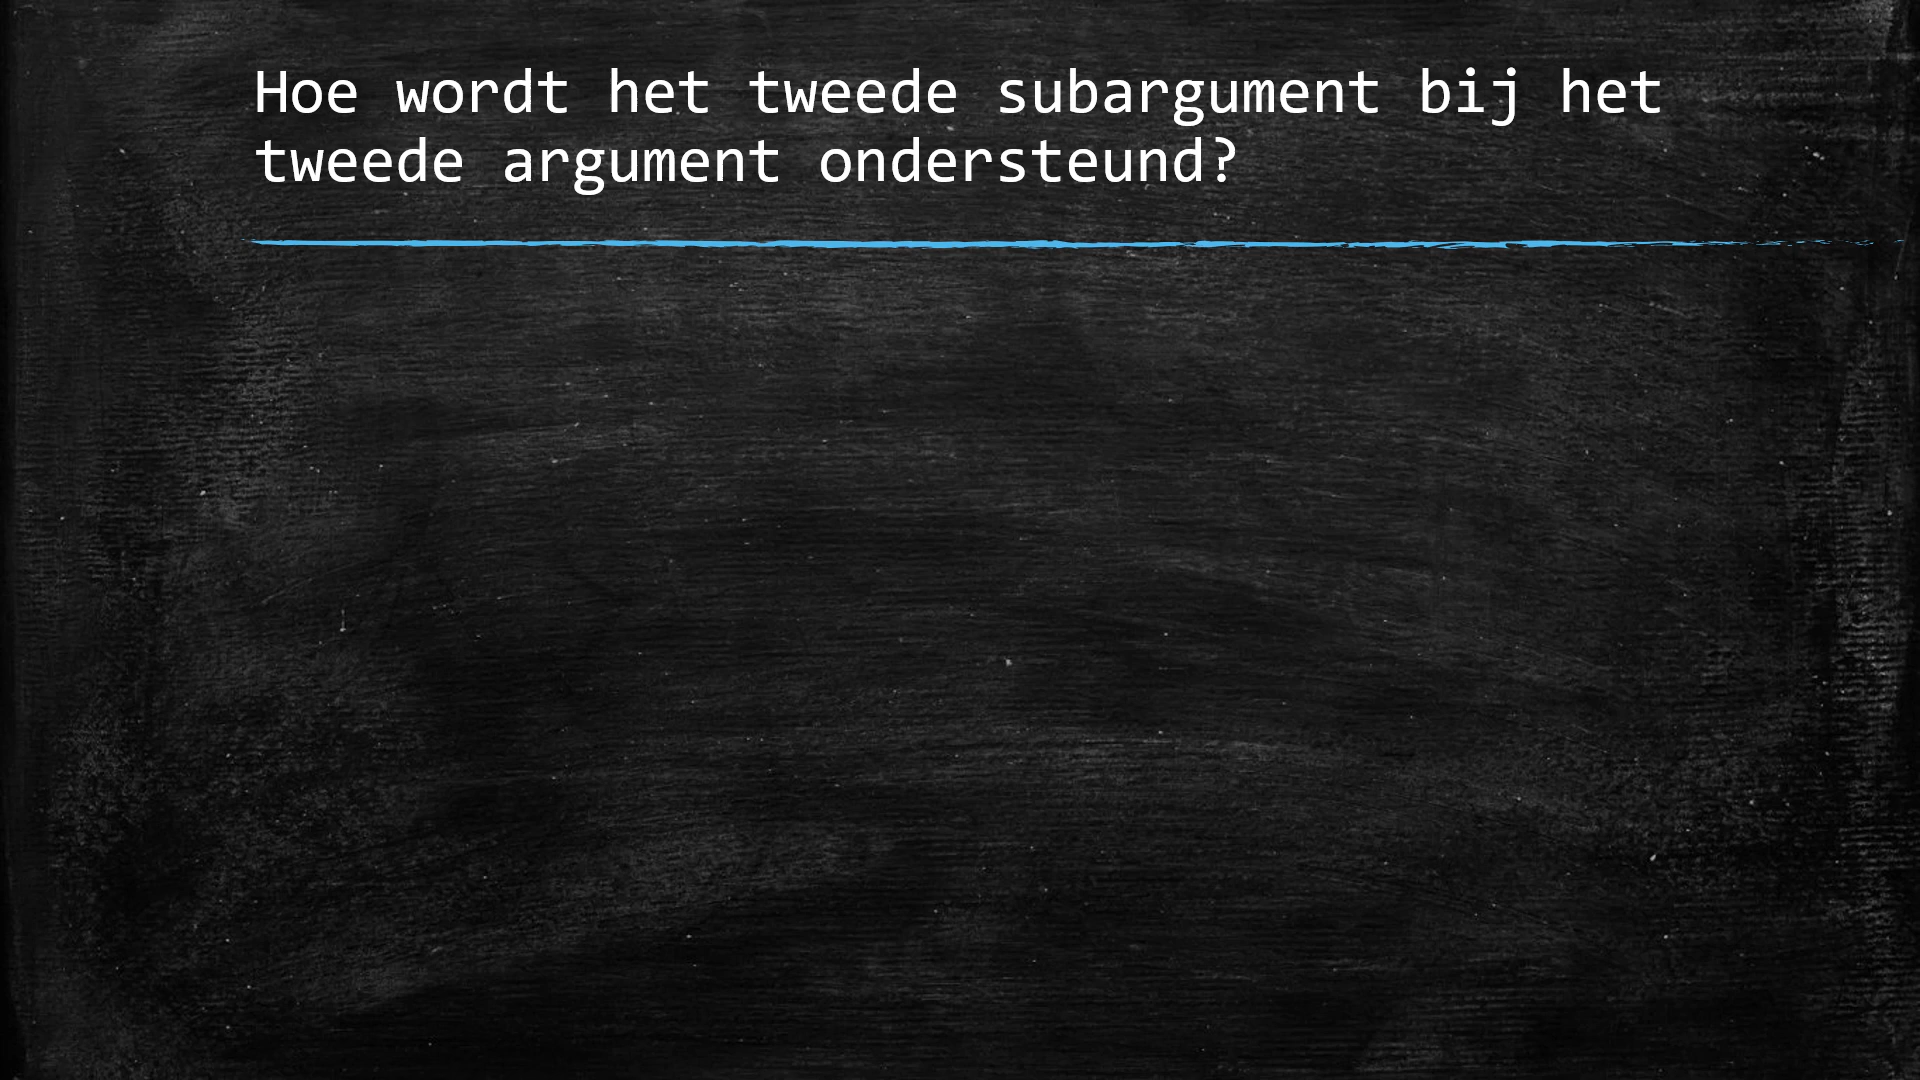 Hoe wordt het tweede subargument bij het
tweede argument ondersteund?